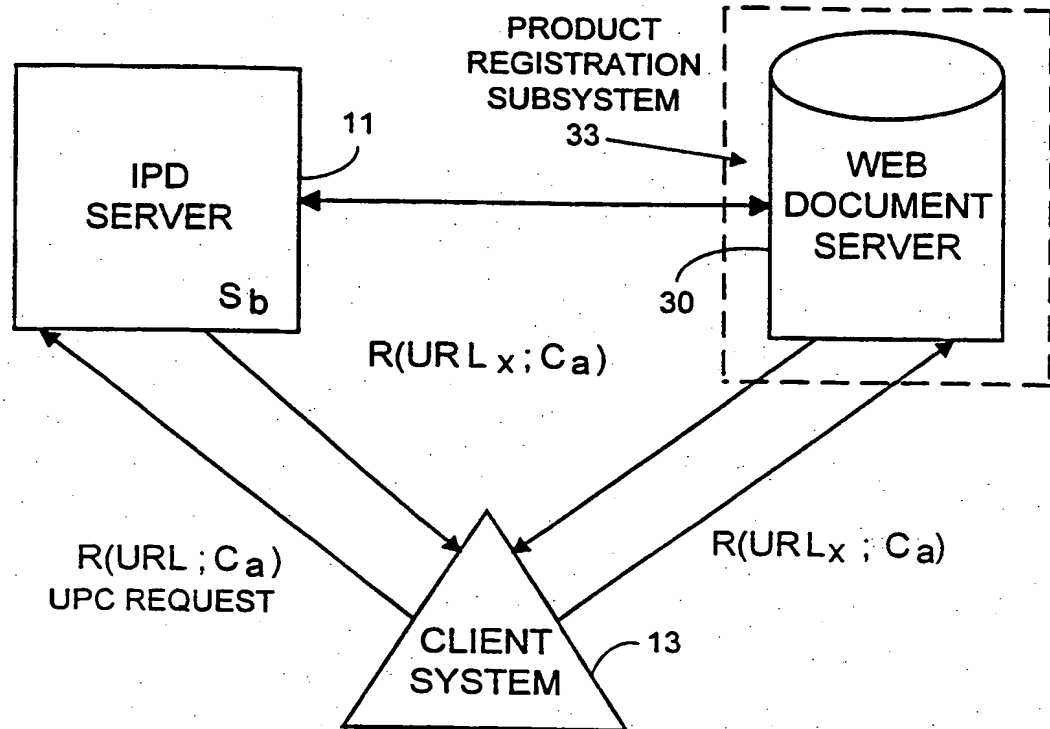 PRODUCT
REGISTRATION
SUBSYSTEM
33
11
IPD
SERVER
Sb
WEB
DOCUMENT
SERVER
30
R(URLx;Ca)
R(URL;Ca)
UPC REQUEST
R(URLx;Ca)
CLIENT
SYSTEM
13